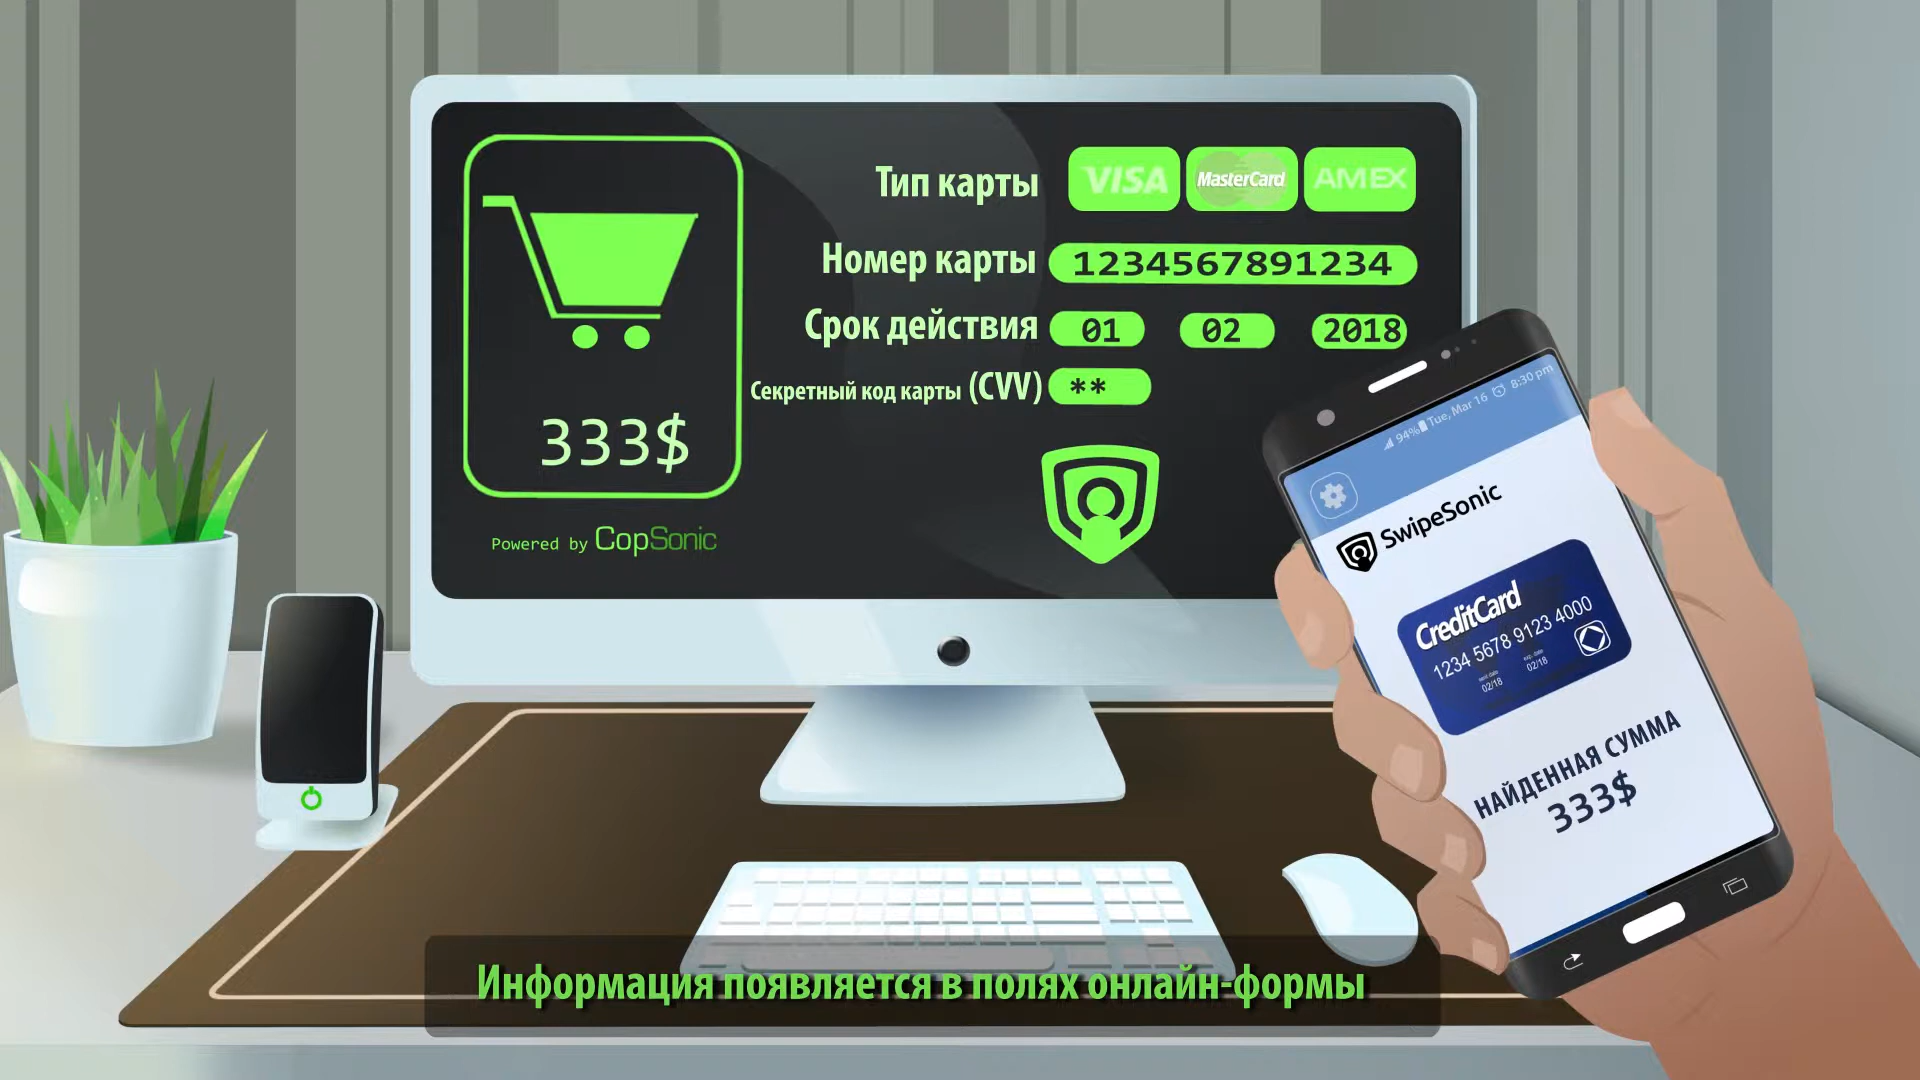 Тип карты VISA MasterCard AMEX
Номер карты 1234567891234
Срок действия 01 02 2018
Секретный код карты (CVV) **
333$
Powered by CopSonic
94% Tue, Mar 16 8:30 pm
SwipeSonic
CreditCard
1234 5678 9123 4000
02/18 02/18
НАЙДЕННАЯ СУММА
333$
Информация появляется в полях онлайн-формы